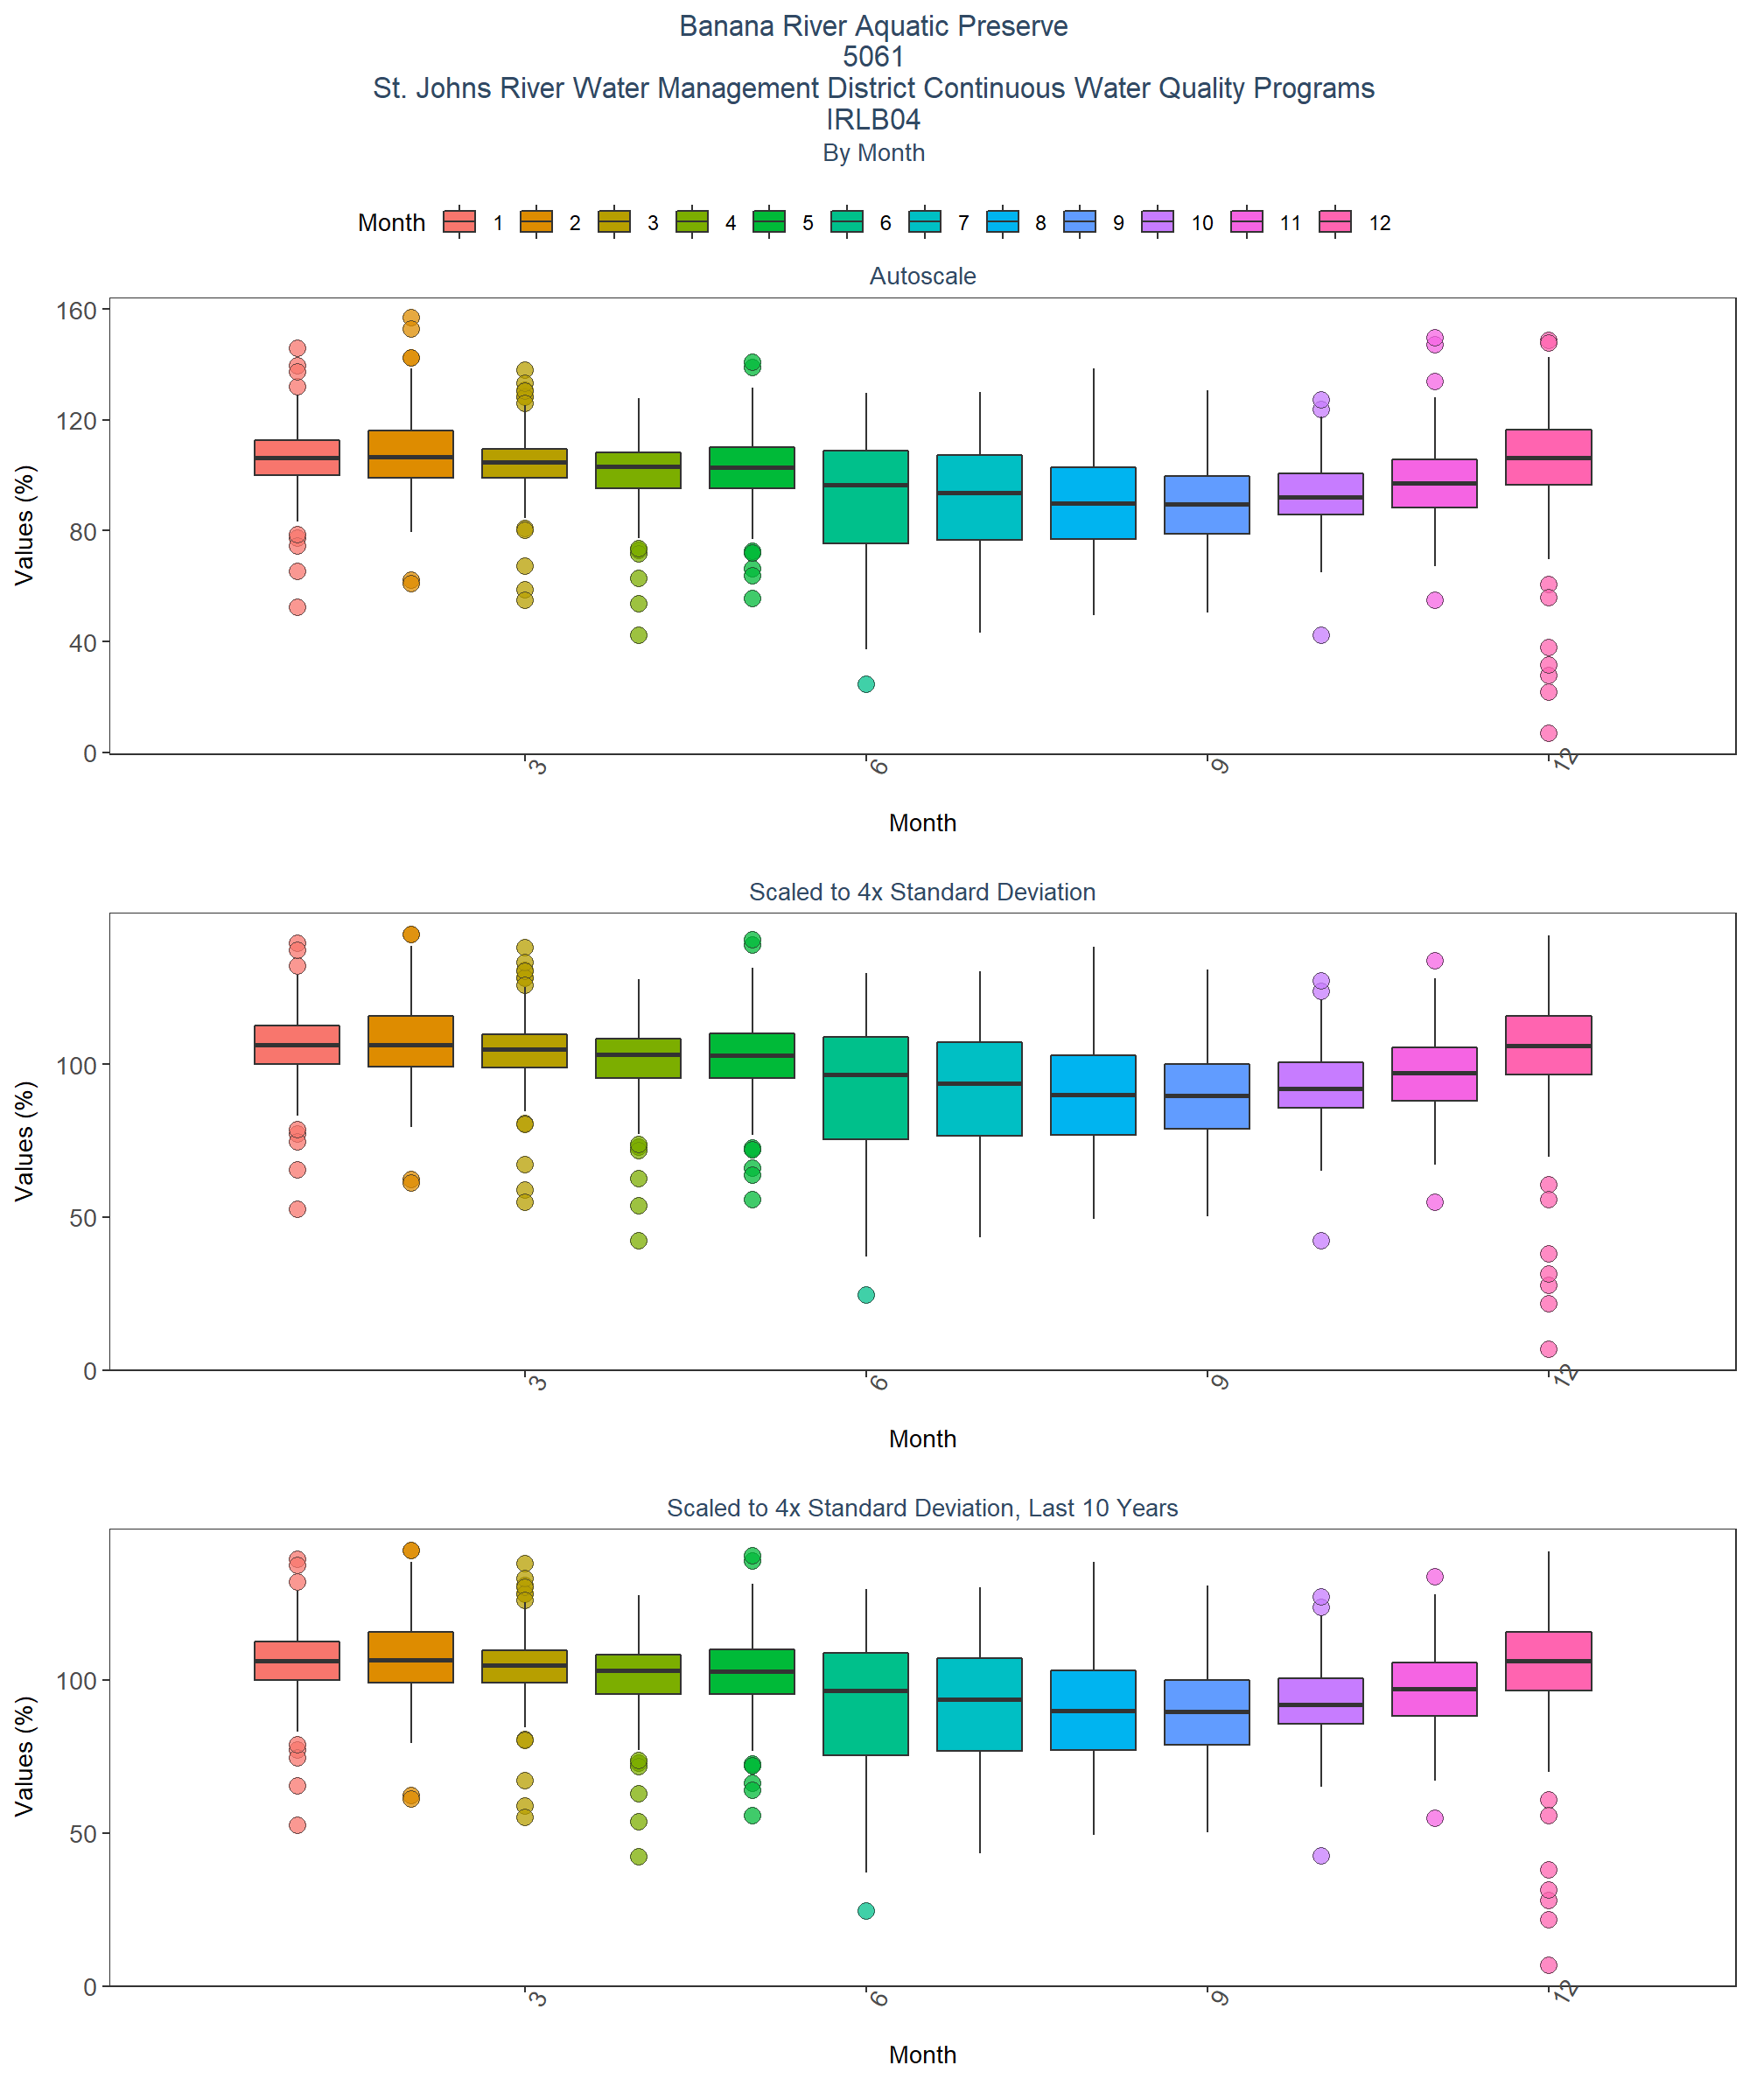 Banana River Aquatic Preserve
5061
St. Johns River Water Management District Continuous Water Quality Programs
IRLB04
By Month
Month 1 2 3 4 5 6 7 8 9 10 11 12
Autoscale
Values (%)
160
120
80
40
0
3 6 9 12
Month
Scaled to 4x Standard Deviation
Values (%)
100
50
0
3 6 9 12
Month
Scaled to 4x Standard Deviation, Last 10 Years
Values (%)
100
50
0
3 6 9 12
Month